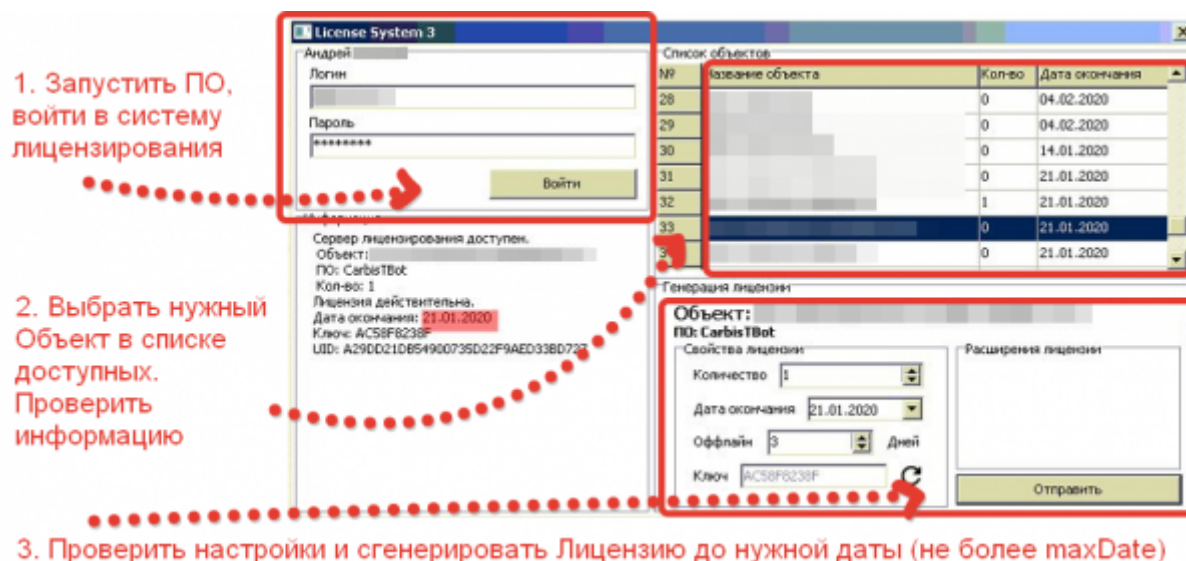 License System 3
Андрей
Логин
Пароль
********
Войти
1. Запустить ПО,
войти в систему
лицензирования
Список объектов
№ Название объекта Кол-во Дата окончания
28 0 04.02.2020
29 0 04.02.2020
30 0 14.01.2020
31 0 21.01.2020
32 1 21.01.2020
33 0 21.01.2020
0 21.01.2020
Информация
Сервер лицензирования доступен.
Объект:
ПО: CarbisTBot
Кол-во: 1
Лицензия действительна.
Дата окончания: 21.01.2020
Ключ: AC58F8238F
2. Выбрать нужный
Объект в списке
доступных.
Проверить
информацию
Генерация лицензии
Объект:
ПО: CarbisTBot
Свойства лицензии
Количество 1
Дата окончания 21.01.2020
Оффлайн 3 Дней
Ключ AC58F8238F
Расширения лицензии
Отправить
3. Проверить настройки и сгенерировать Лицензию до нужной даты (не более maxDate)